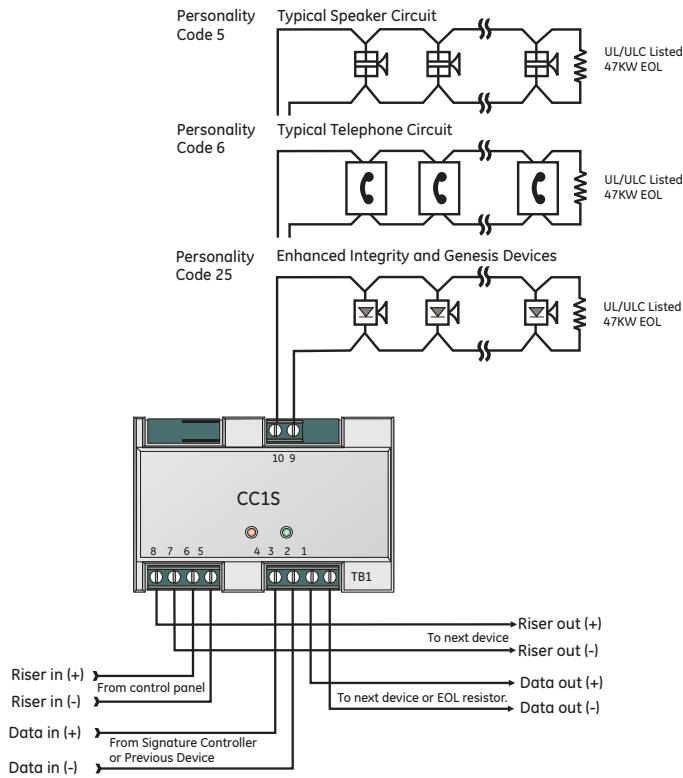 Personality Code 5
Typical Speaker Circuit
UL/ULC Listed
47KW EOL
Personality Code 6
Typical Telephone Circuit
UL/ULC Listed
47KW EOL
Personality Code 25
Enhanced Integrity and Genesis Devices
UL/ULC Listed
47KW EOL
10 9
CC1S
8 7 6 5 4 3 2 1
TB1
Riser out (+)
To next device
Riser out (-)
Riser in (+)
From control panel
Riser in (-)
Data out (+)
To next device or EOL resistor.
Data out (-)
Data in (+)
From Signature Controller
or Previous Device
Data in (-)